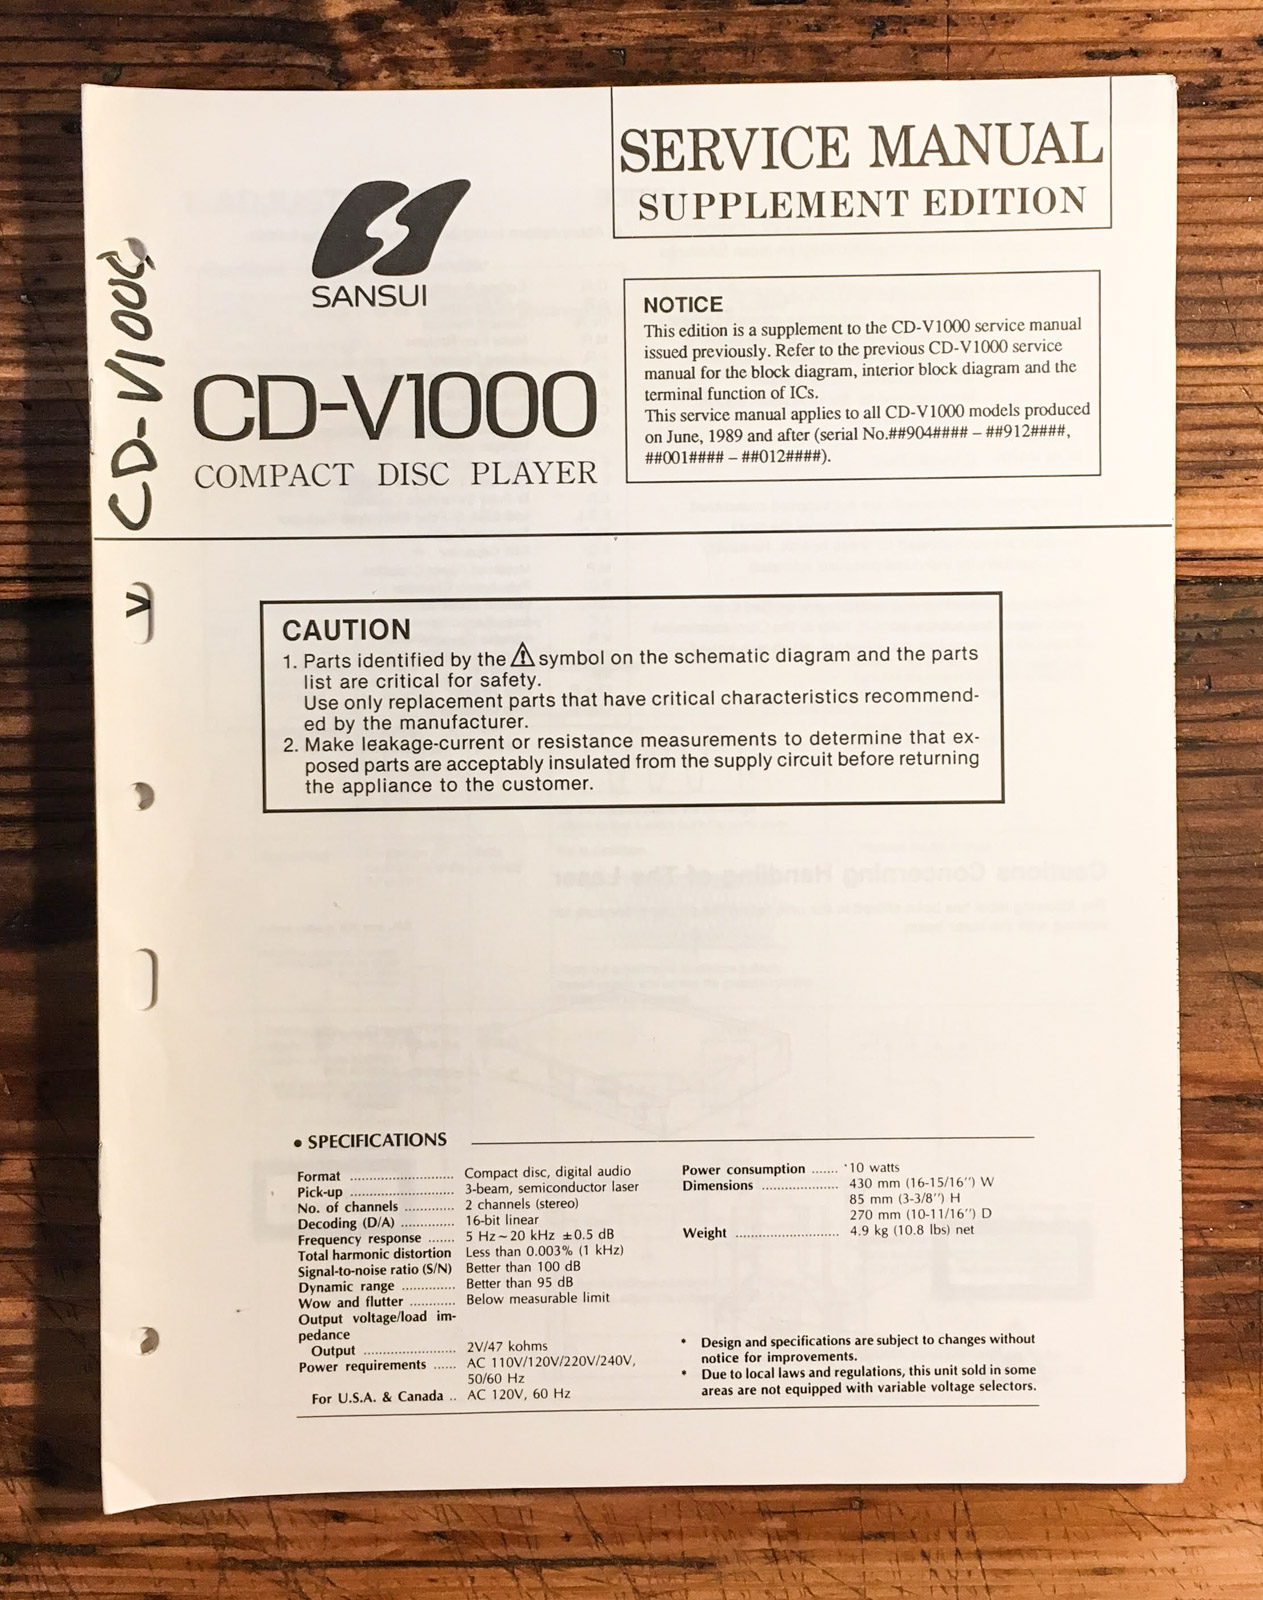 SERVICE MANUAL
SUPPLEMENT EDITION
SANSUI
CD-V1000
COMPACT DISC PLAYER
CD-V1000
V
NOTICE
This edition is a supplement to the CD-V1000 service manual
issued previously. Refer to the previous CD-V1000 service
manual for the block diagram, interior block diagram and the
terminal function of ICs.
This service manual applies to all CD-V1000 models produced
on June, 1989 and after (serial No.##904#### – ##912####,
##001#### – ##012####).
CAUTION
1. Parts identified by the ⚠ symbol on the schematic diagram and the parts
list are critical for safety.
Use only replacement parts that have critical characteristics recommend-
ed by the manufacturer.
2. Make leakage-current or resistance measurements to determine that ex-
posed parts are acceptably insulated from the supply circuit before returning
the appliance to the customer.
Cautions Concerning Handling of The Laser
• SPECIFICATIONS
Format .......................... Compact disc, digital audio
Pick-up .......................... 3-beam, semiconductor laser
No. of channels ............. 2 channels (stereo)
Decoding (D/A) .............. 16-bit linear
Frequency response ....... 5 Hz ~ 20 kHz ±0.5 dB
Total harmonic distortion Less than 0.003% (1 kHz)
Signal-to-noise ratio (S/N) Better than 100 dB
Dynamic range .............. Better than 95 dB
Wow and flutter ............ Below measurable limit
Output voltage/load im-
pedance
Output ....................... 2V/47 kohms
Power requirements ...... AC 110V/120V/220V/240V,
50/60 Hz
For U.S.A. & Canada .. AC 120V, 60 Hz
Power consumption ....... 10 watts
Dimensions .................... 430 mm (16-15/16") W
85 mm (3-3/8") H
270 mm (10-11/16") D
Weight .......................... 4.9 kg (10.8 lbs) net
• Design and specifications are subject to changes without
notice for improvements.
• Due to local laws and regulations, this unit sold in some
areas are not equipped with variable voltage selectors.